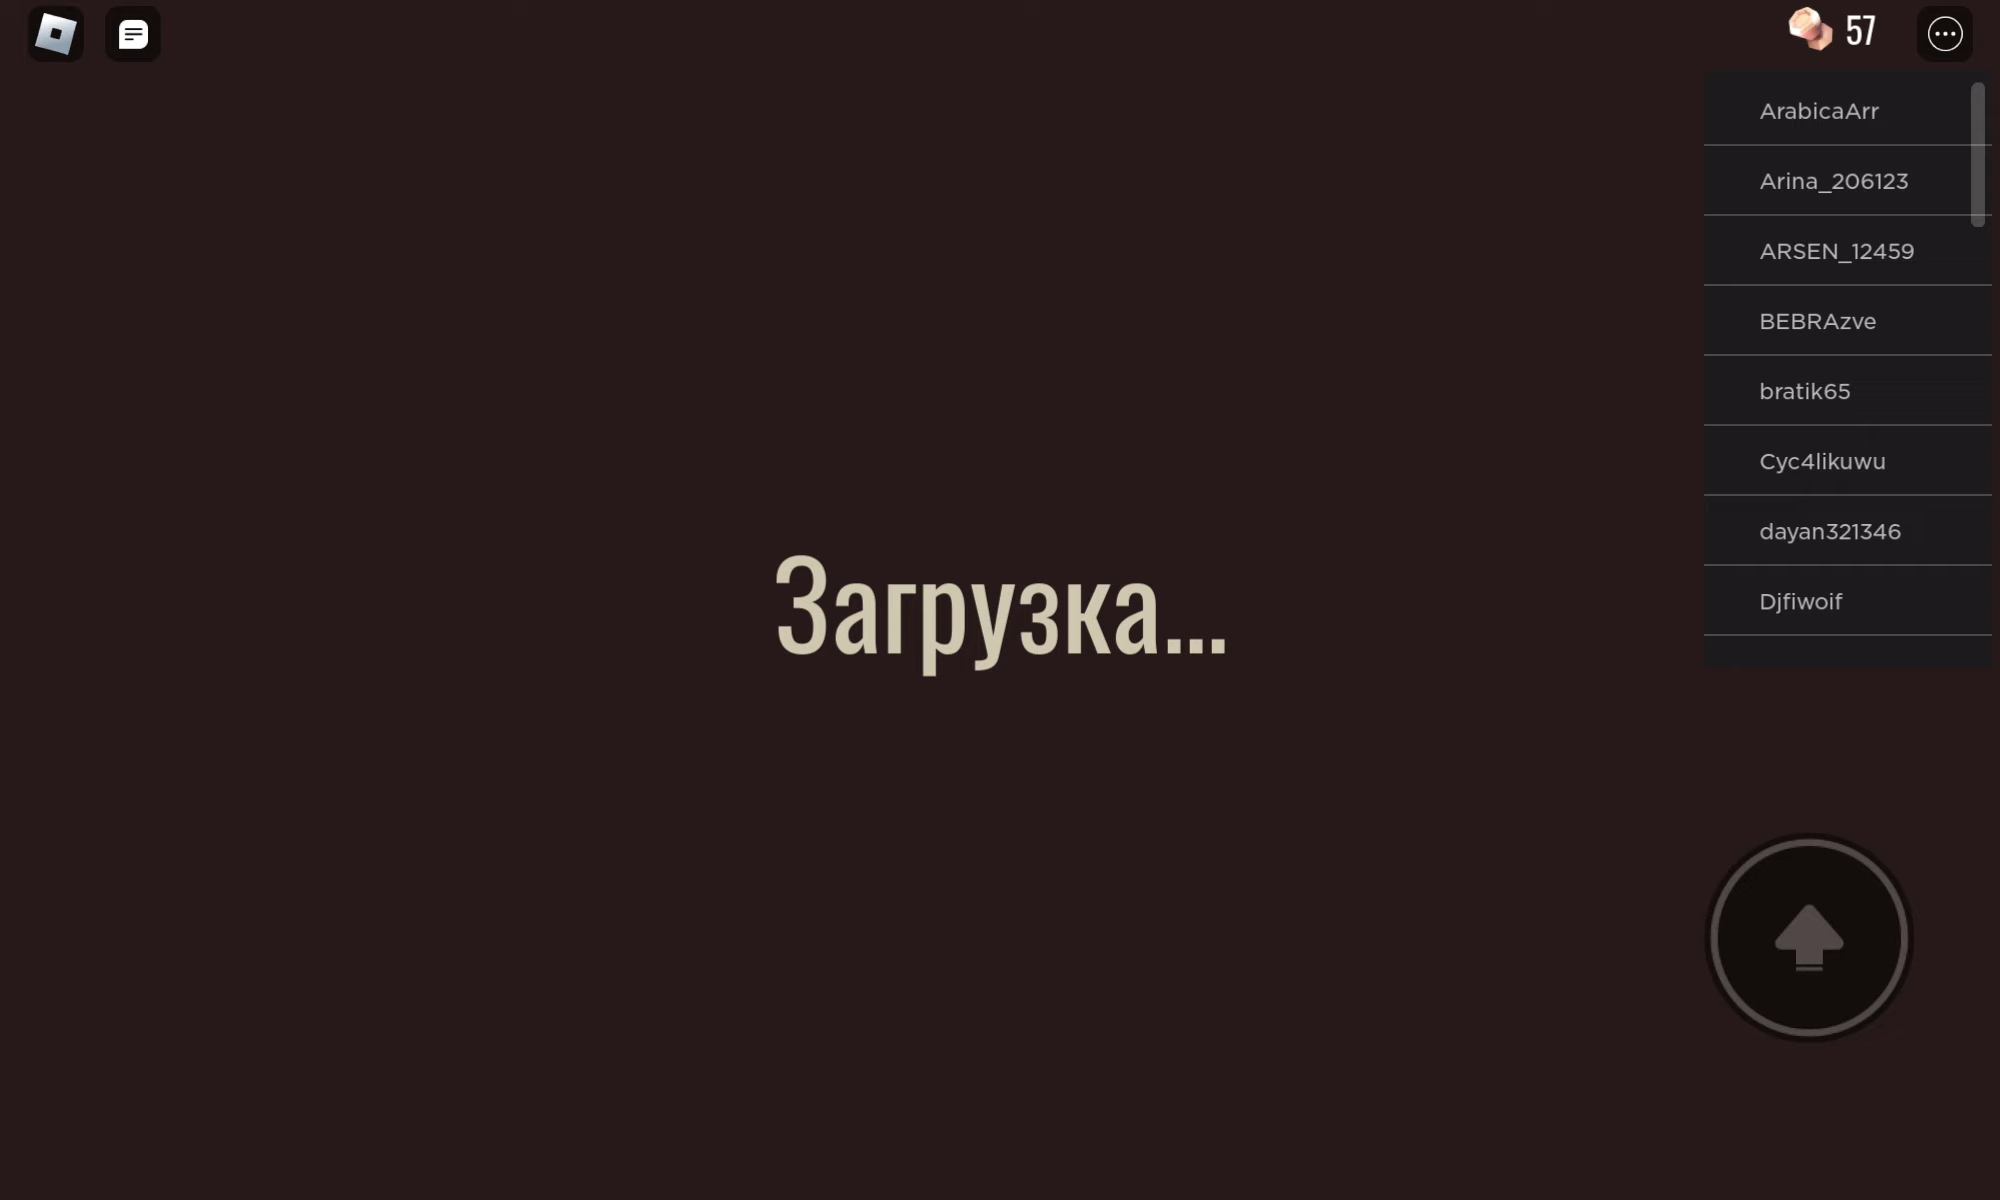 57
ArabicaArr
Arina_206123
ARSEN_12459
BEBRAzve
bratik65
Cyc4likuwu
dayan321346
Djfiwoif
Загрузка...